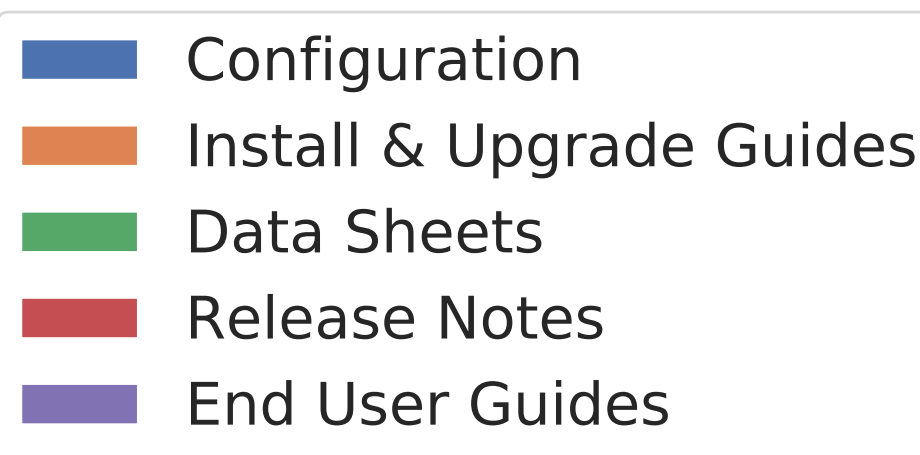 Configuration
Install & Upgrade Guides
Data Sheets
Release Notes
End User Guides